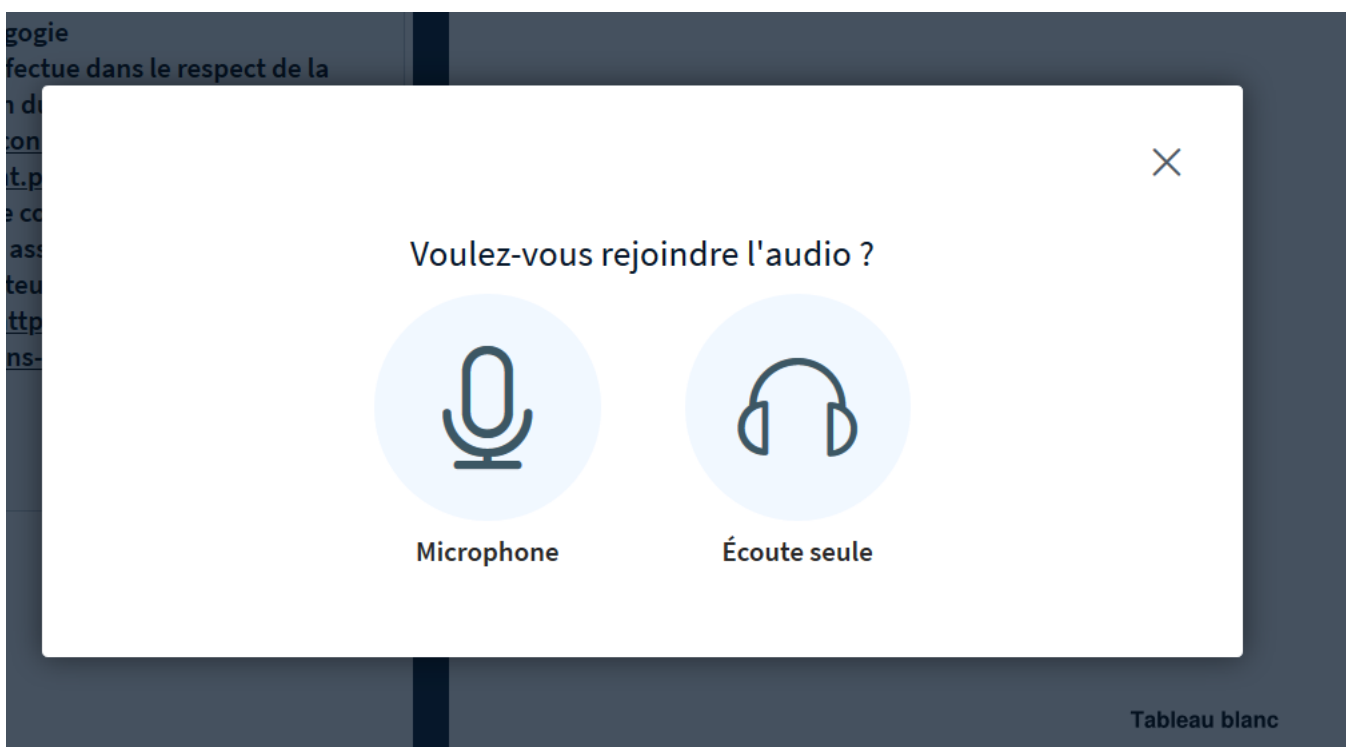 gogie
fectue dans le respect de la
Voulez-vous rejoindre l'audio ?
Microphone
Écoute seule
Tableau blanc